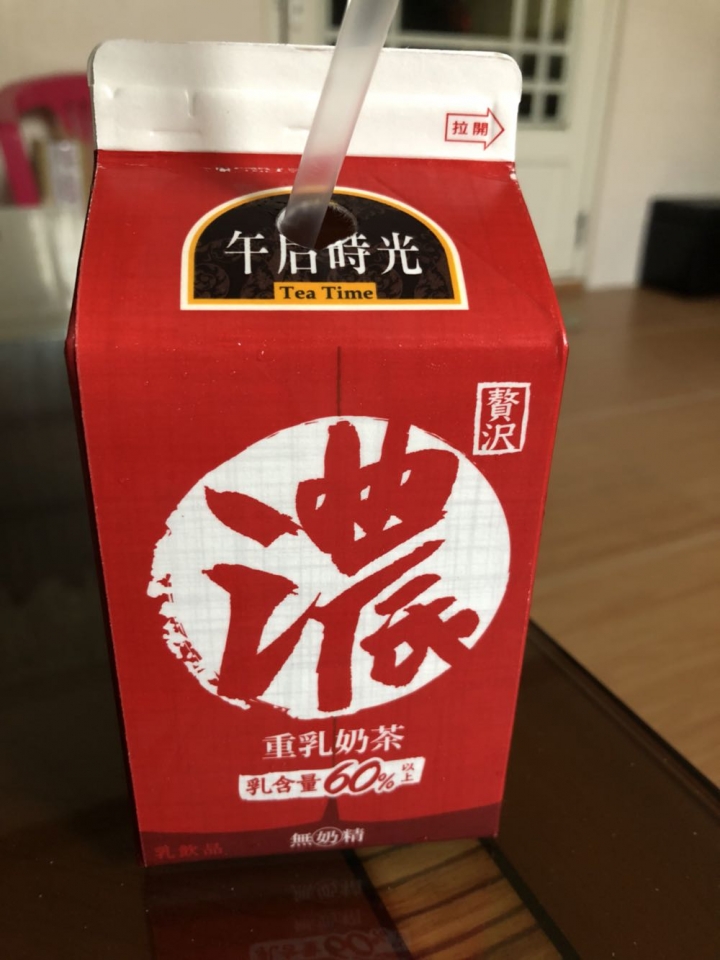 拉開
午后時光
Tea Time
贅沢
濃
重乳奶茶
乳含量60%以上
無奶精
乳飲品